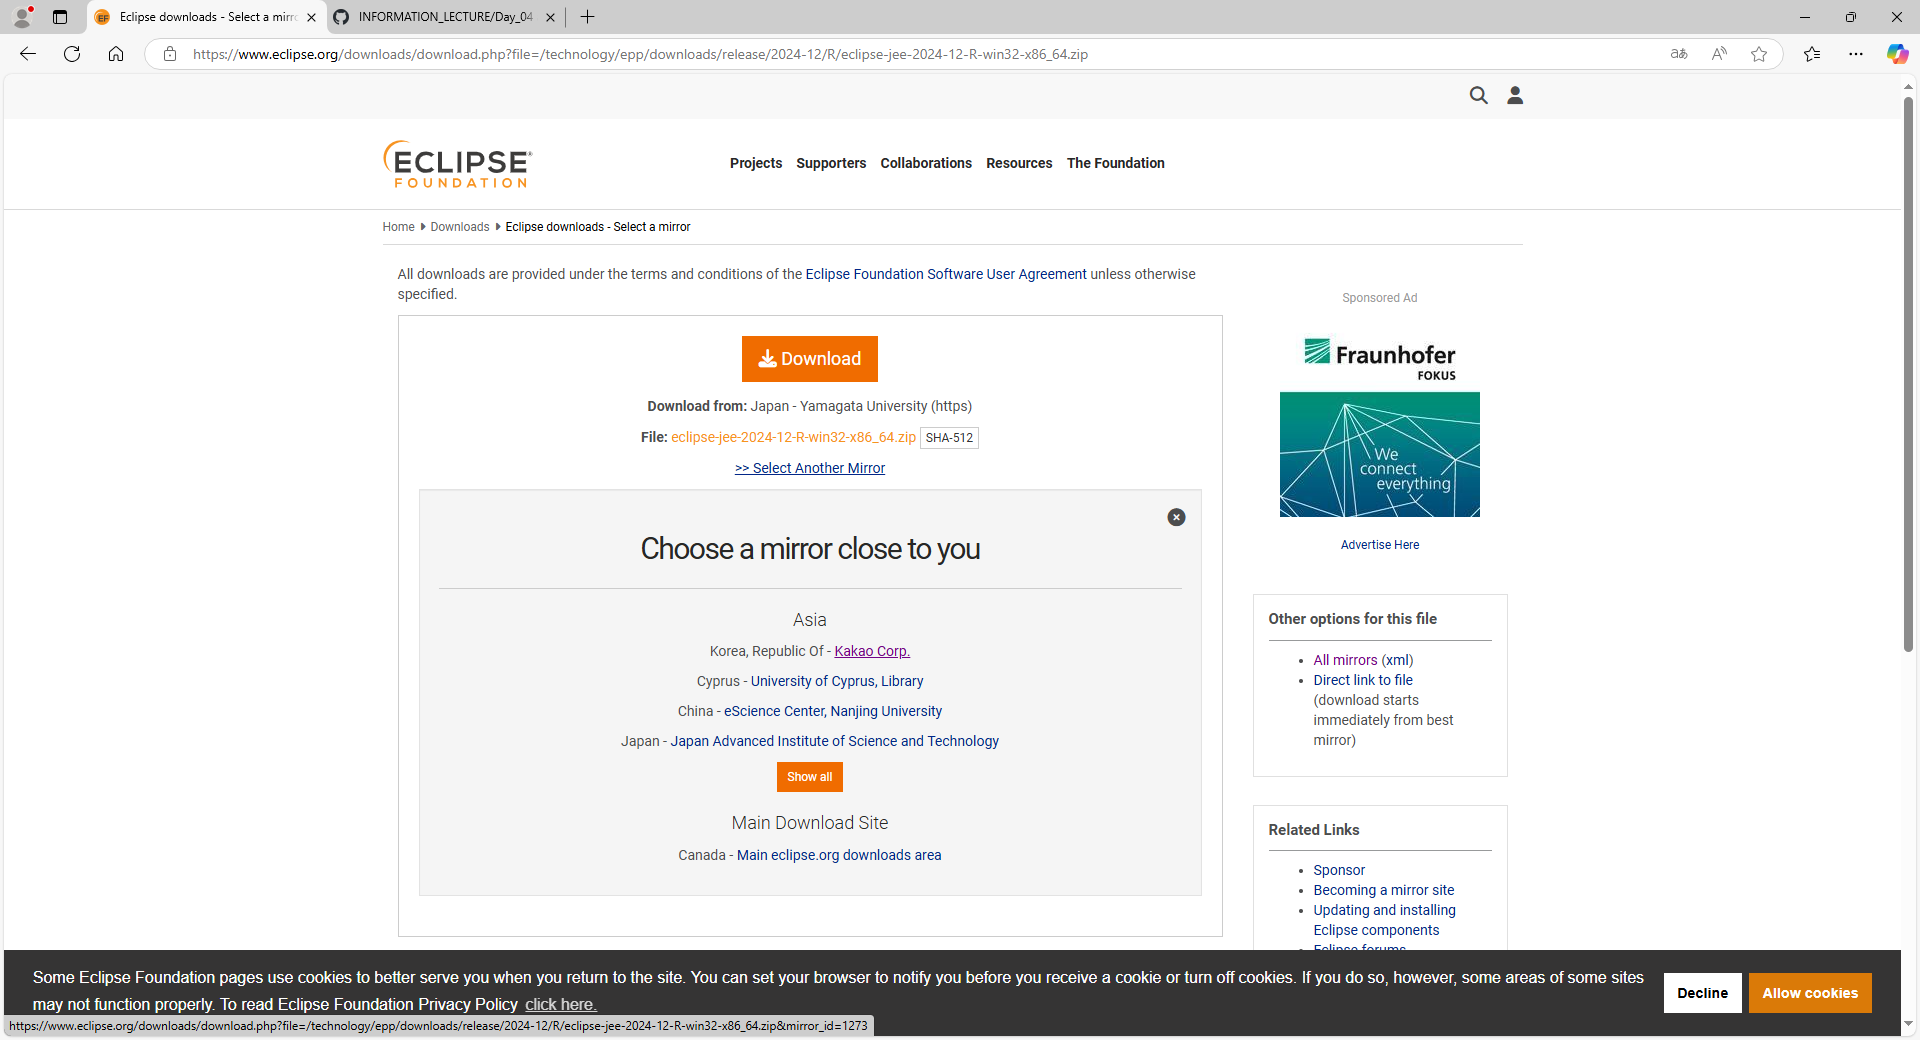 Eclipse downloads - Select a mirr
INFORMATION_LECTURE/Day_04
https://www.eclipse.org/downloads/download.php?file=/technology/epp/downloads/release/2024-12/R/eclipse-jee-2024-12-R-win32-x86_64.zip
ECLIPSE
FOUNDATION
Projects Supporters Collaborations Resources The Foundation
Home Downloads Eclipse downloads - Select a mirror
All downloads are provided under the terms and conditions of the Eclipse Foundation Software User Agreement unless otherwise
specified.
Download
Download from: Japan - Yamagata University (https)
File: eclipse-jee-2024-12-R-win32-x86_64.zip SHA-512
>> Select Another Mirror
Choose a mirror close to you
Asia
Korea, Republic Of - Kakao Corp.
Cyprus - University of Cyprus, Library
China - eScience Center, Nanjing University
Japan - Japan Advanced Institute of Science and Technology
Show all
Main Download Site
Canada - Main eclipse.org downloads area
Sponsored Ad
Fraunhofer
FOKUS
We
connect
everything
Advertise Here
Other options for this file
All mirrors (xml)
Direct link to file
(download starts
immediately from best
mirror)
Related Links
Sponsor
Becoming a mirror site
Updating and installing
Eclipse components
Eclipse forums
Some Eclipse Foundation pages use cookies to better serve you when you return to the site. You can set your browser to notify you before you receive a cookie or turn off cookies. If you do so, however, some areas of some sites
may not function properly. To read Eclipse Foundation Privacy Policy click here.
Decline
Allow cookies
https://www.eclipse.org/downloads/download.php?file=/technology/epp/downloads/release/2024-12/R/eclipse-jee-2024-12-R-win32-x86_64.zip&mirror_id=1273